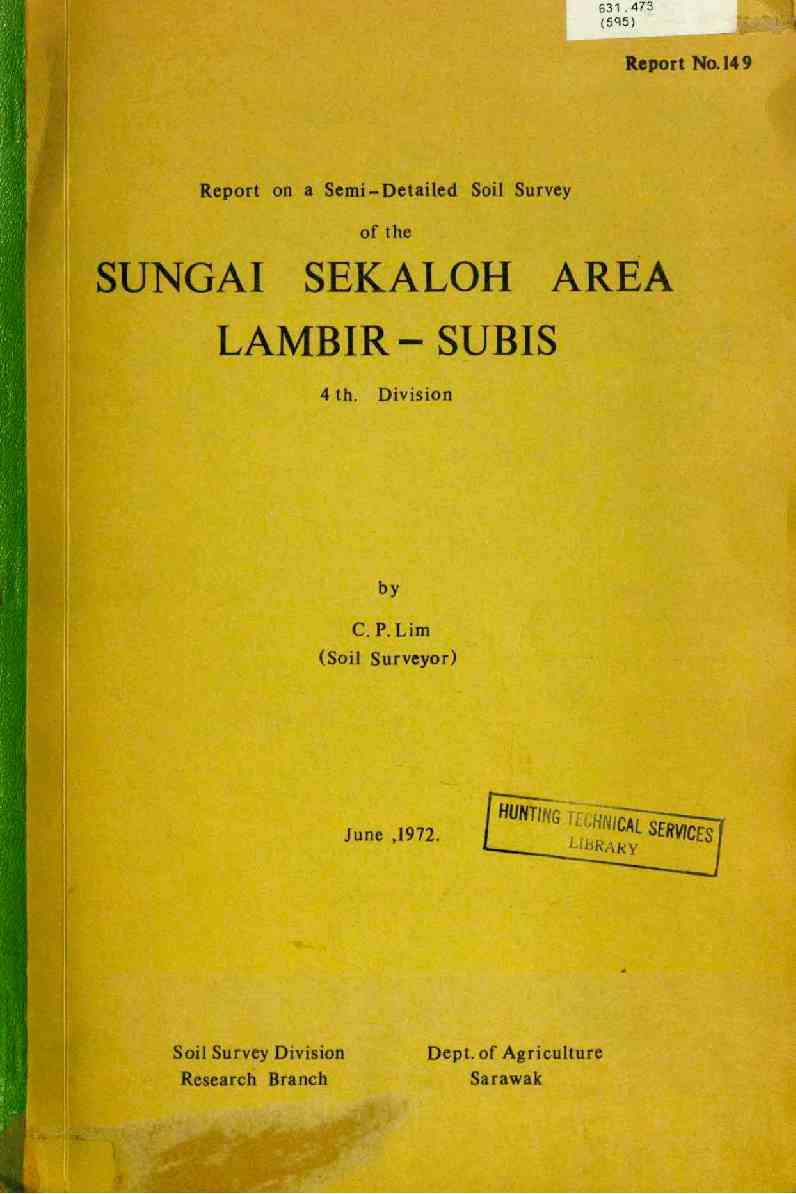 631.473
(595)
Report No.149
Report on a Semi-Detailed Soil Survey
of the
SUNGAI SEKALOH AREA
LAMBIR - SUBIS
4 th. Division
by
C. P. Lim
(Soil Surveyor)
June ,1972.
HUNTING TECHNICAL SERVICES
LIBRARY
Soil Survey Division Dept. of Agriculture
Research Branch Sarawak